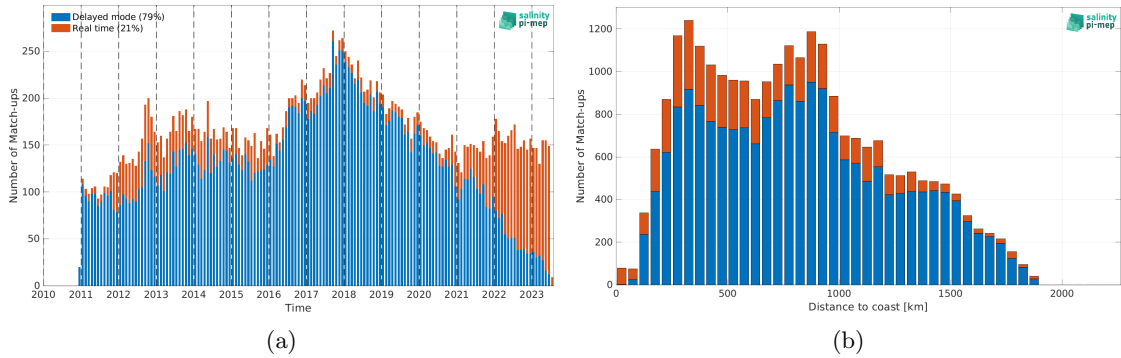 Delayed mode (79%)
Real time (21%)
salinity
pi-mep
Number of Match-ups
250
200
150
100
50
0
2010 2011 2012 2013 2014 2015 2016 2017 2018 2019 2020 2021 2022 2023
Time
(a)
salinity
pi-mep
Number of Match-ups
1200
1000
800
600
400
200
0
0 500 1000 1500 2000
Distance to coast [km]
(b)